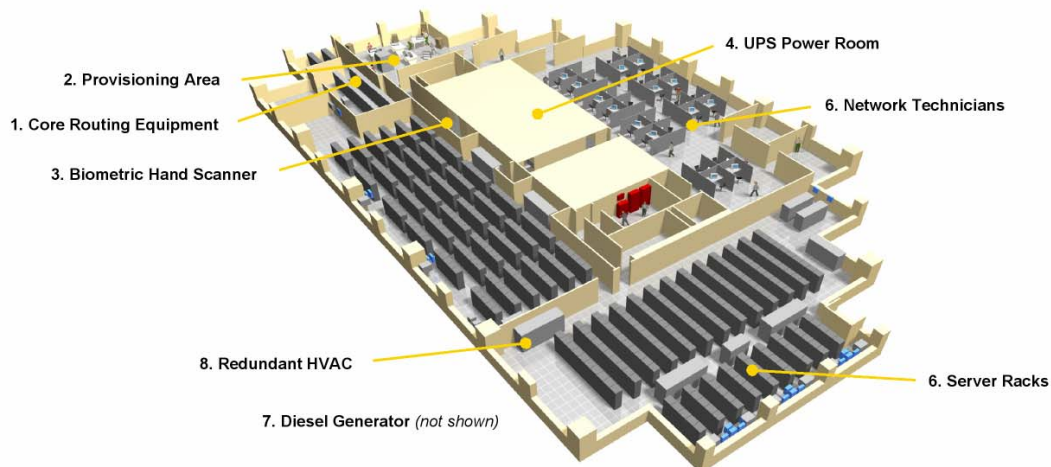 4. UPS Power Room
2. Provisioning Area
6. Network Technicians
1. Core Routing Equipment
3. Biometric Hand Scanner
8. Redundant HVAC
6. Server Racks
7. Diesel Generator (not shown)